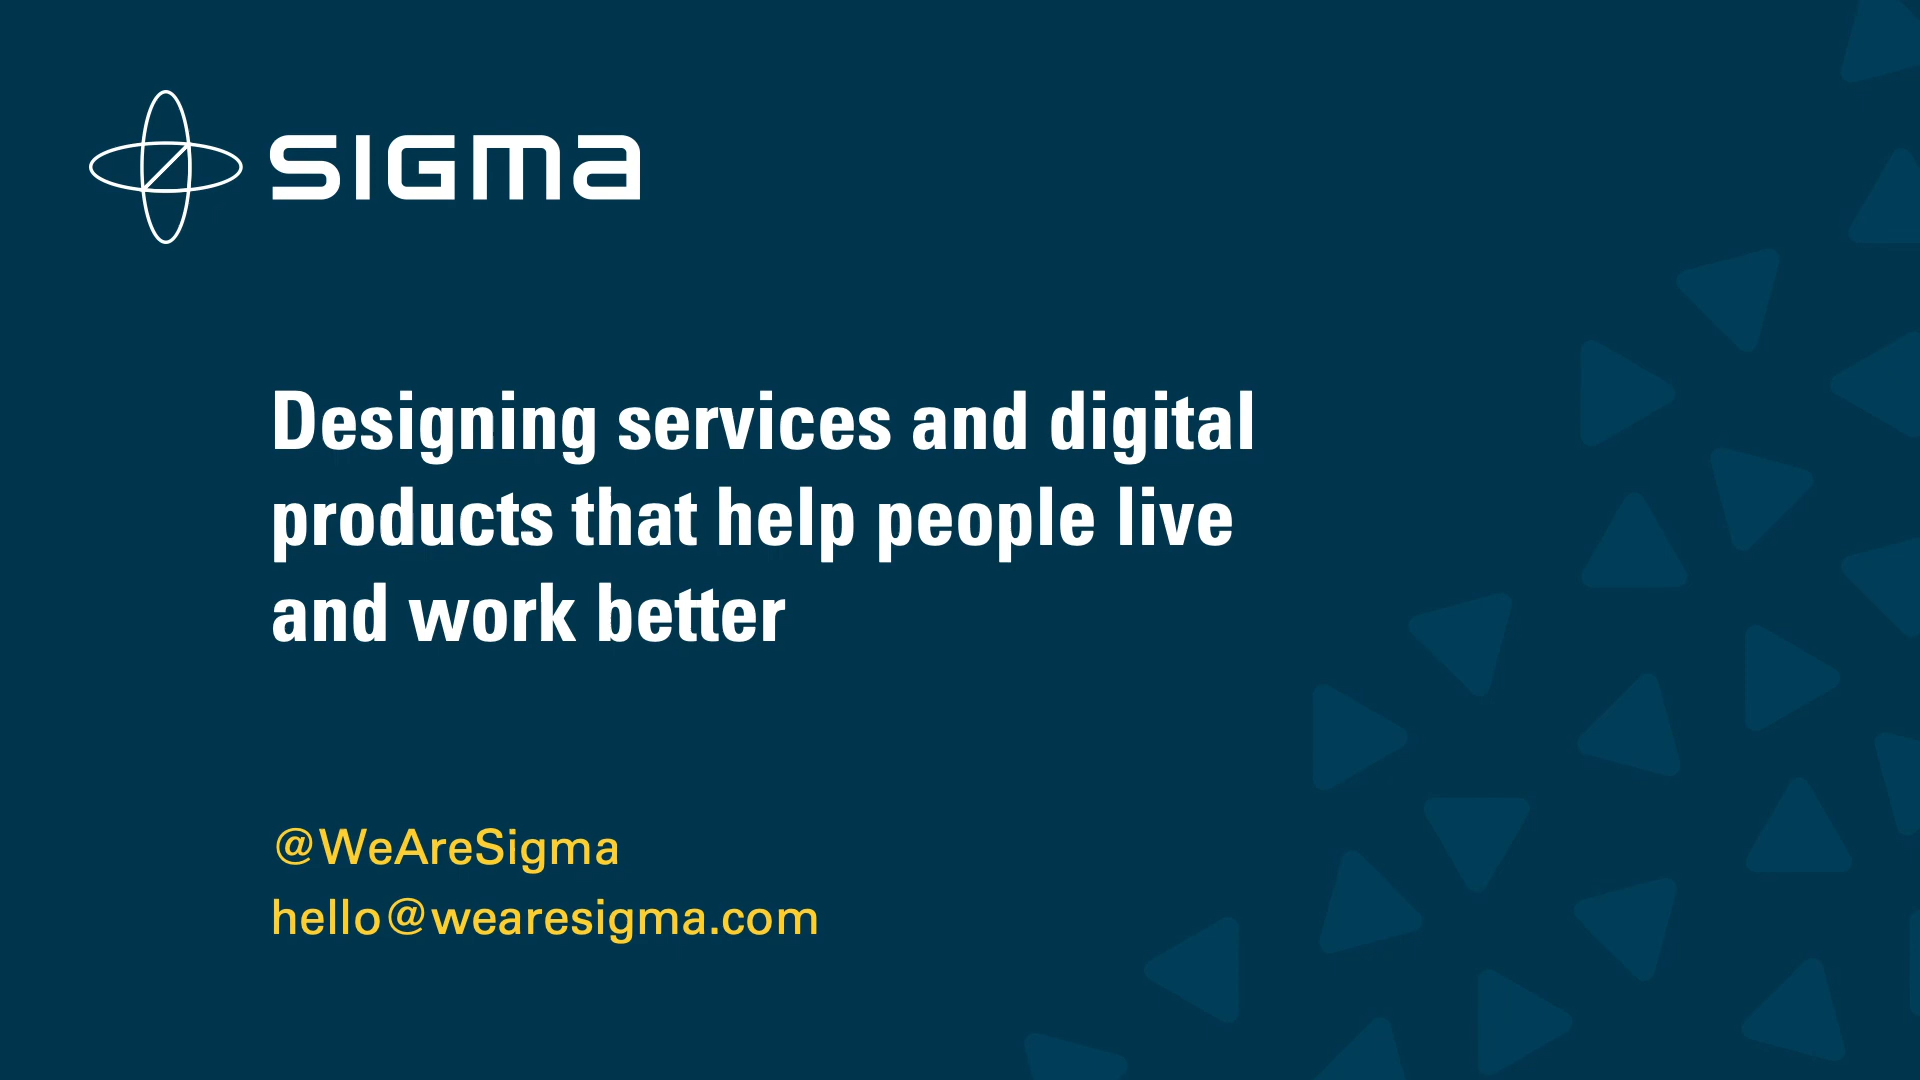 SIGMA
Designing services and digital
products that help people live
and work better
@WeAreSigma
hello@wearesigma.com